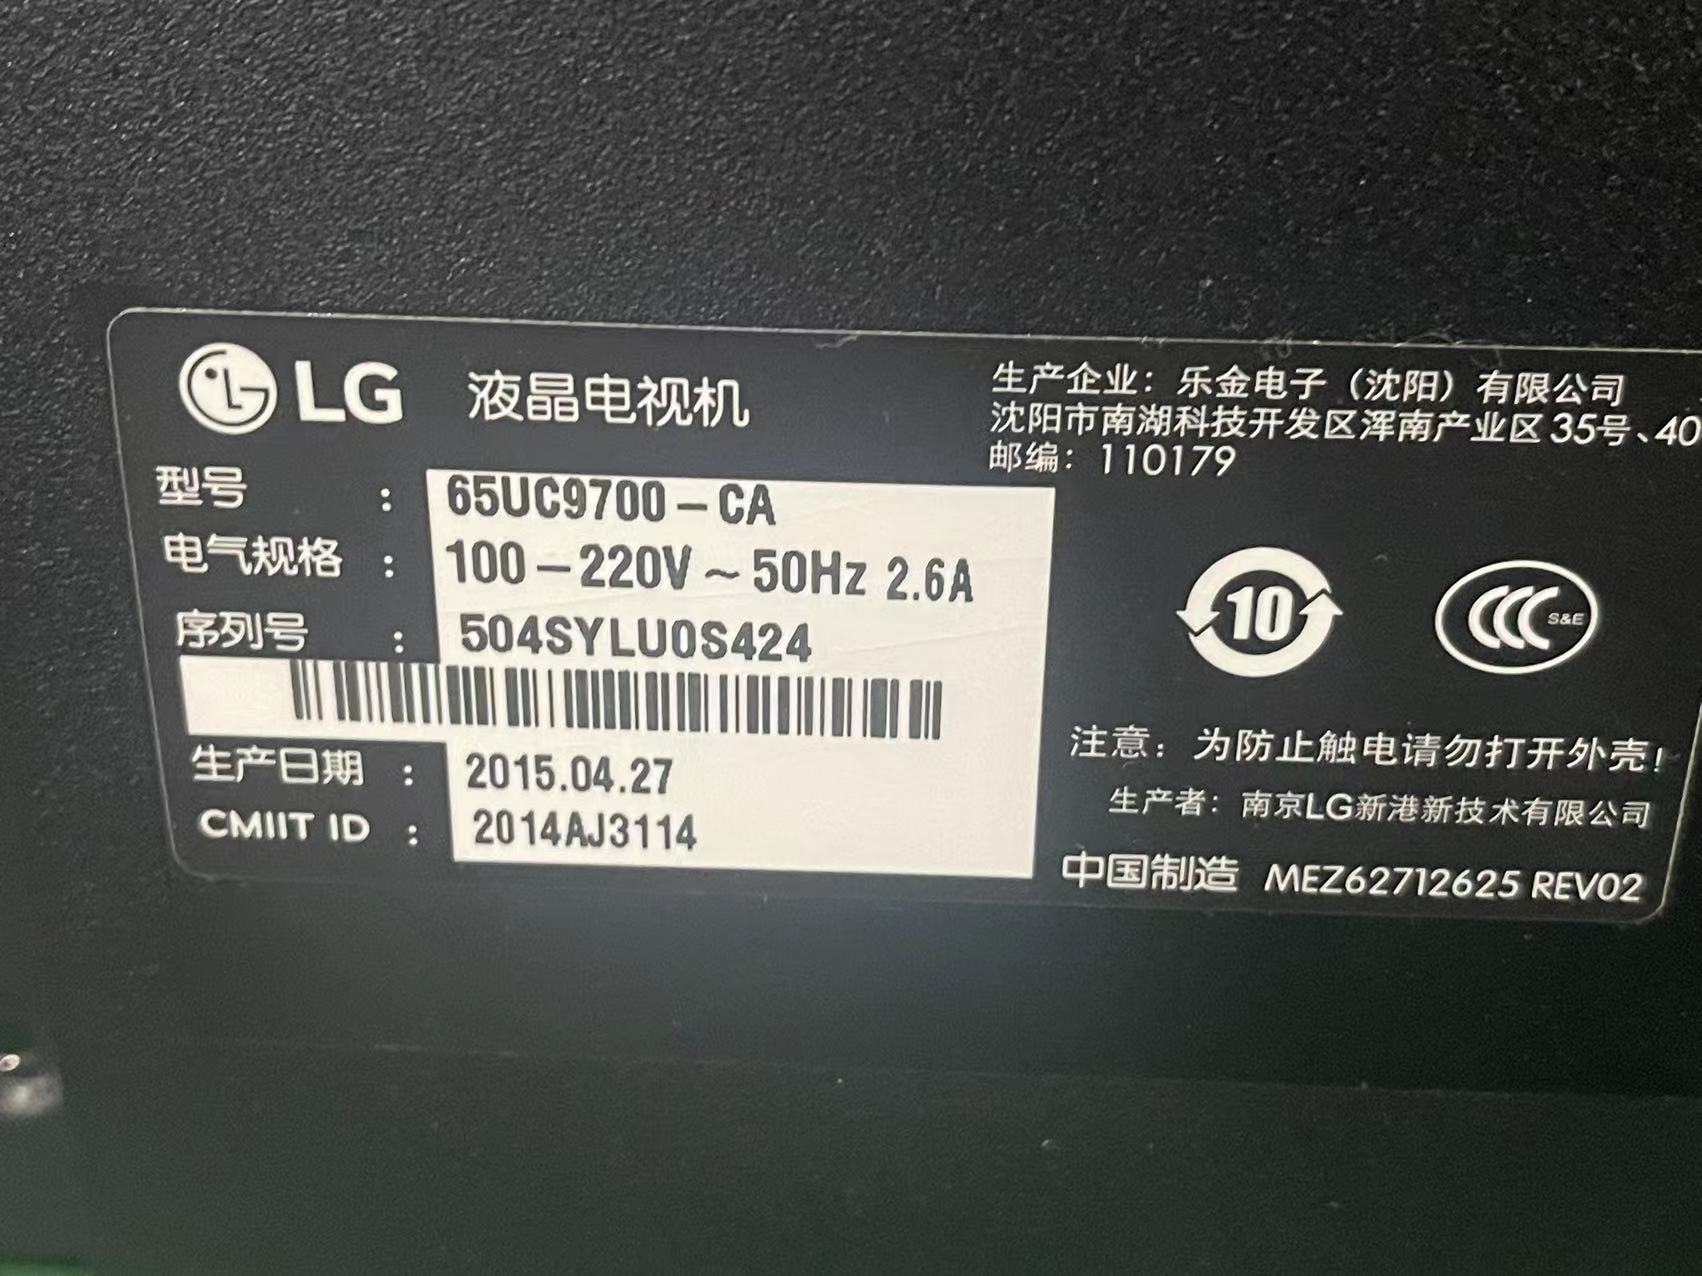 LG 液晶电视机
生产企业：乐金电子（沈阳）有限公司
沈阳市南湖科技开发区浑南产业区35号、40
邮编：110179
型号 : 65UC9700-CA
电气规格 : 100-220V～50Hz 2.6A
序列号 : 504SYLU0S424
生产日期 : 2015.04.27
CMIIT ID : 2014AJ3114
10
CCC S&E
注意：为防止触电请勿打开外壳！
生产者：南京LG新港新技术有限公司
中国制造 MEZ62712625 REV02